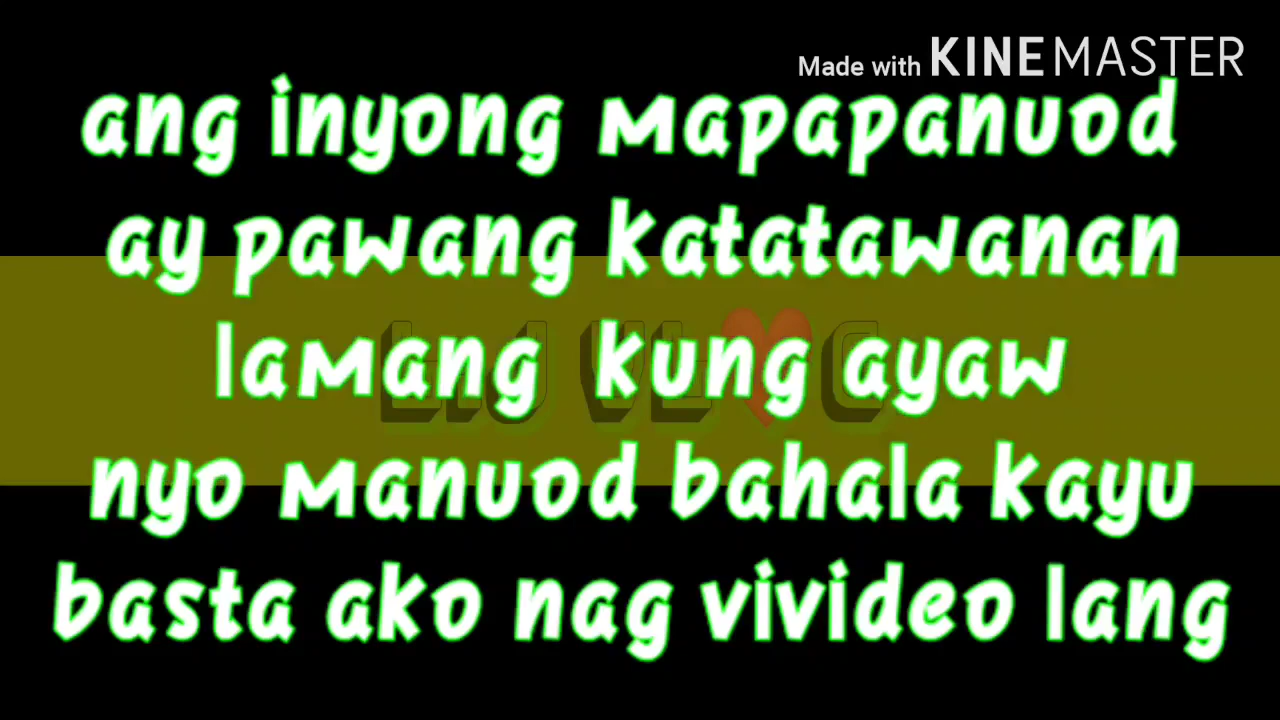 Made with KINEMASTER
ang inyong mapapanuod
ay pawang katatawanan
lamang kung ayaw
nyo manuod bahala kayu
basta ako nag vivideo lang